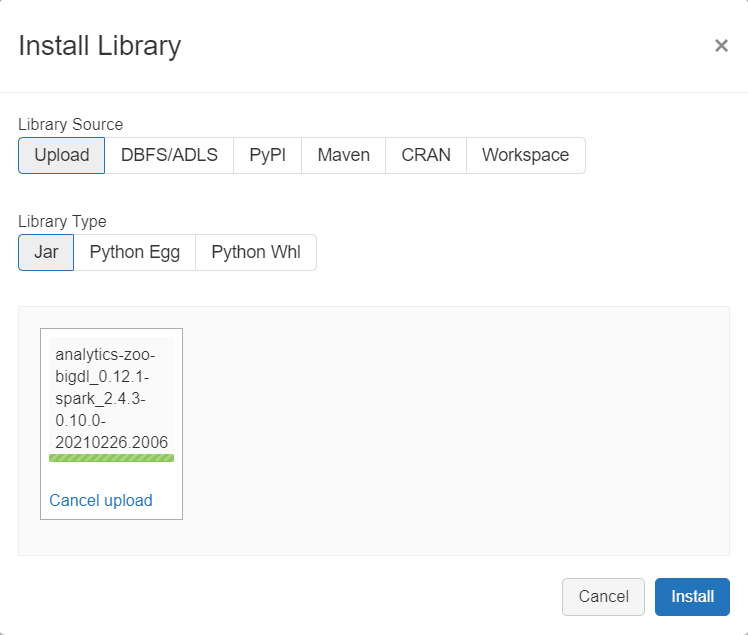 Install Library
×
Library Source
Upload DBFS/ADLS PyPI Maven CRAN Workspace
Library Type
Jar Python Egg Python Whl
analytics-zoo-
bigdl_0.12.1-
spark_2.4.3-
0.10.0-
20210226.2006
Cancel upload
Cancel Install